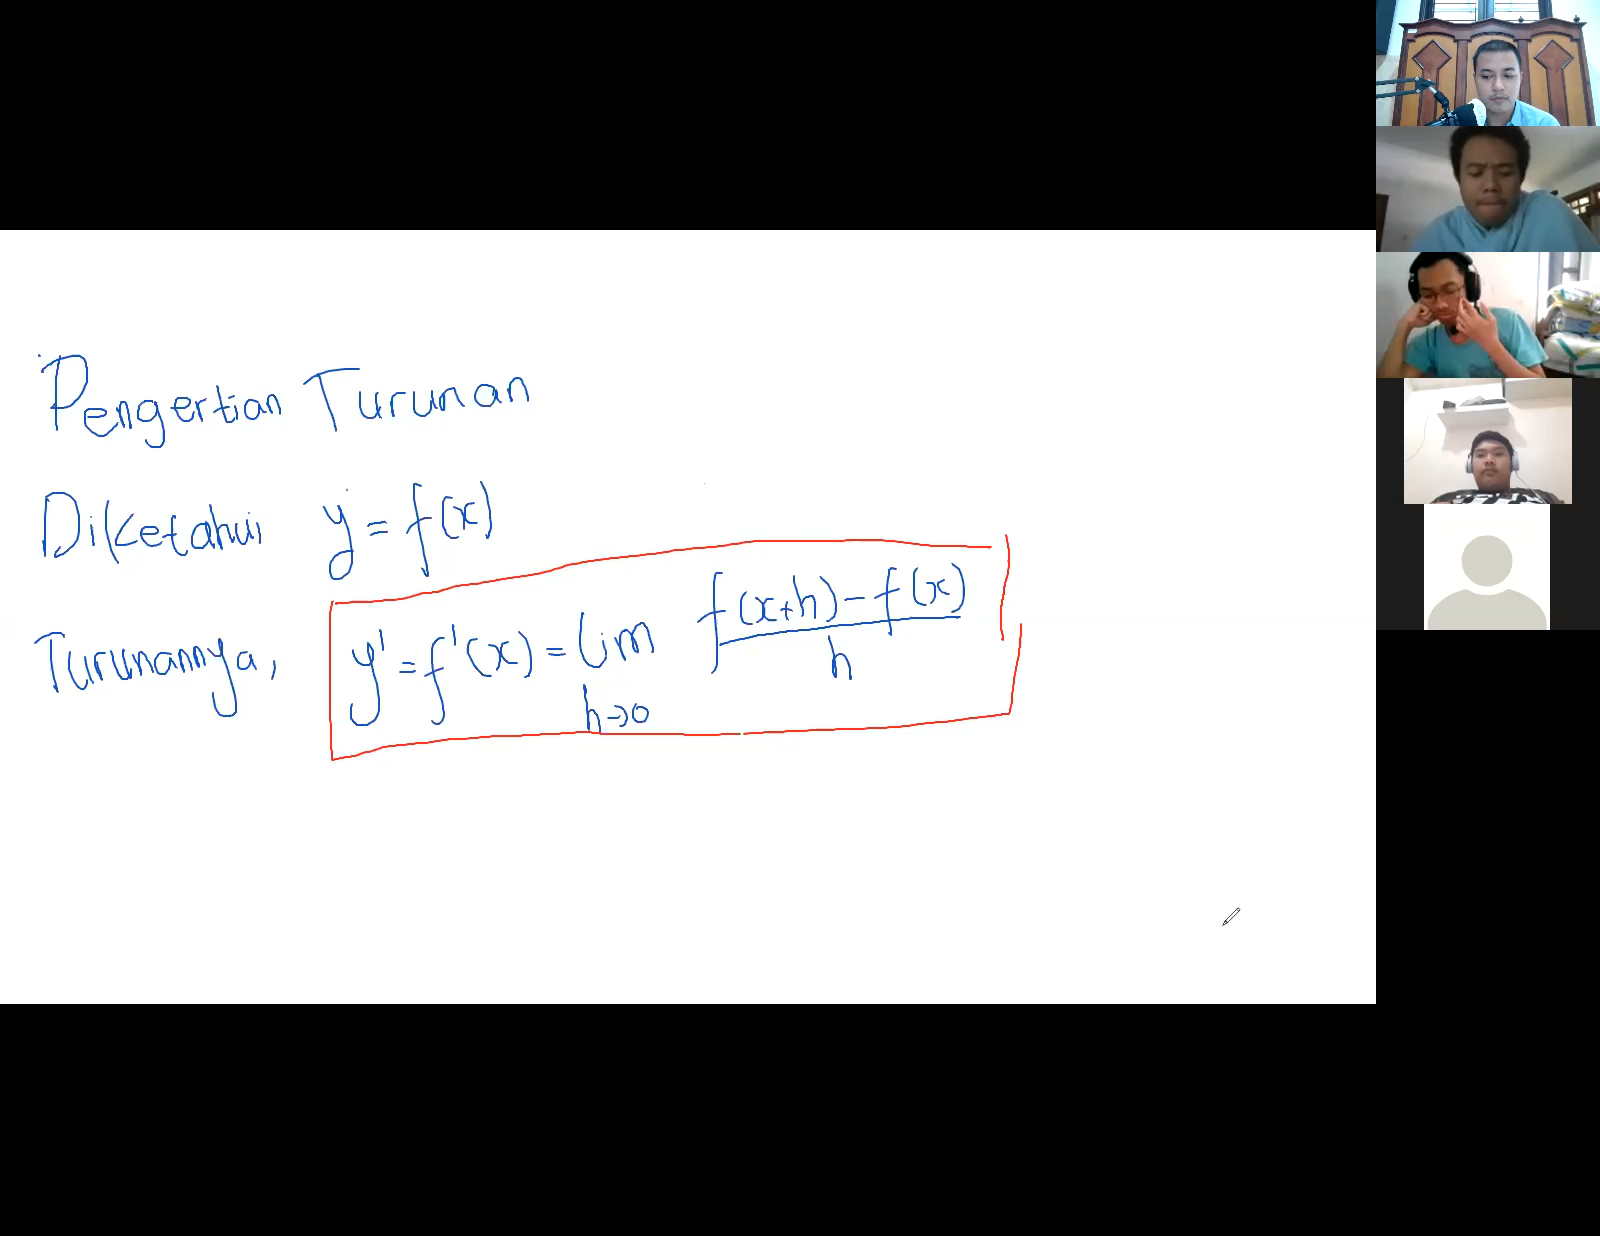 Pengertian Turunan
Diketahui y = f(x)
Turunannya, y' = f'(x) = lim h→0 f(x+h) - f(x) / h